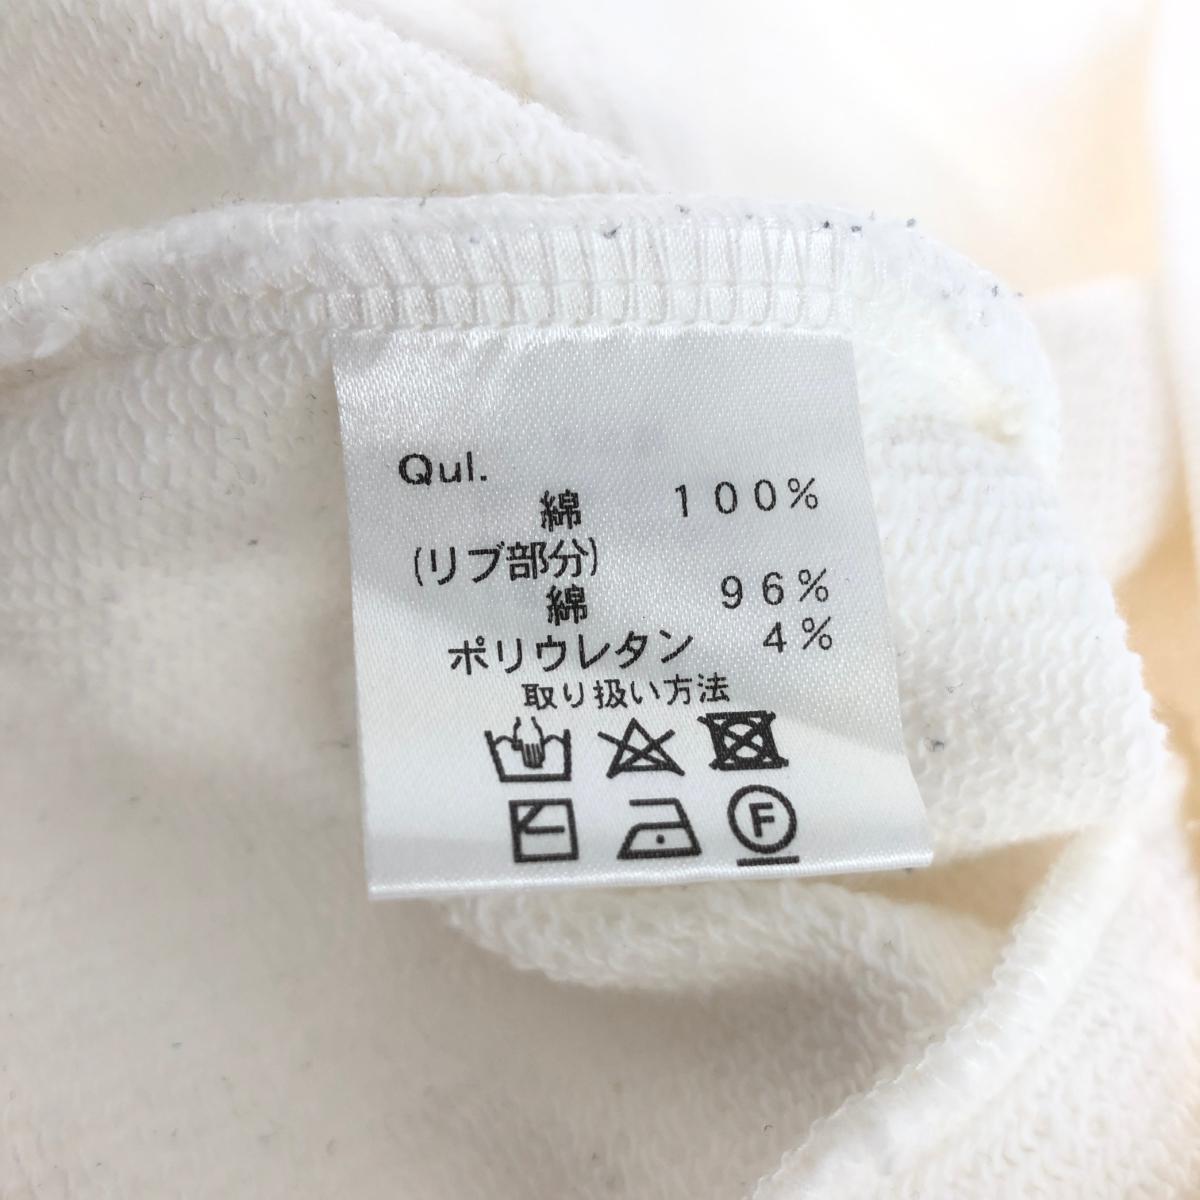 Qul.
綿 100%
(リブ部分)
綿 96%
ポリウレタン 4%
取り扱い方法
F